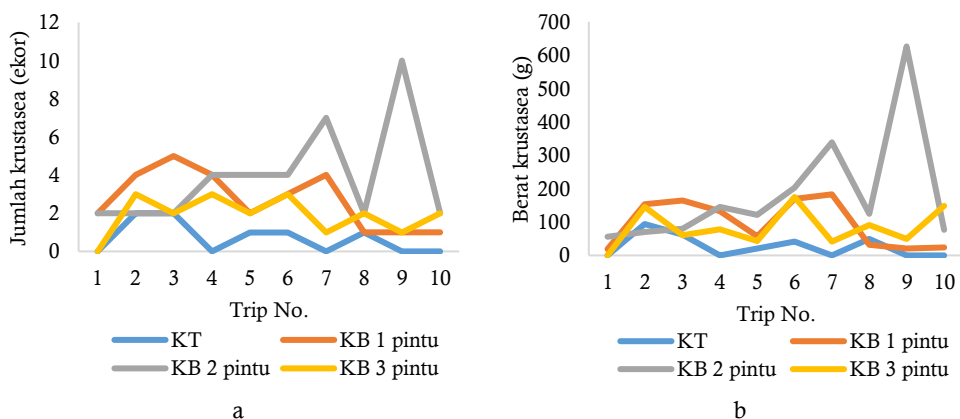 Jumlah krustasea (ekor)
12
10
8
6
4
2
0
1 2 3 4 5 6 7 8 9 10
Trip No.
KT KB 1 pintu
KB 2 pintu KB 3 pintu
a
Berat krustasea (g)
700
600
500
400
300
200
100
0
1 2 3 4 5 6 7 8 9 10
Trip No.
KT KB 1 pintu
KB 2 pintu KB 3 pintu
b